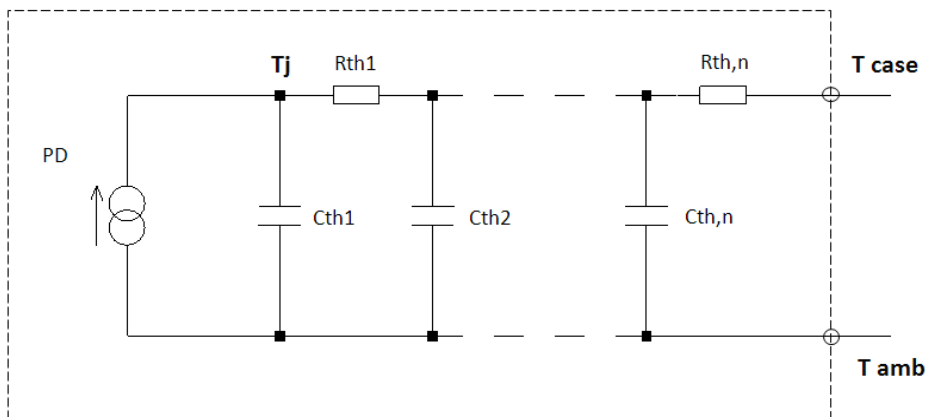 Tj
Rth1
Rth,n
T case
PD
Cth1
Cth2
Cth,n
T amb